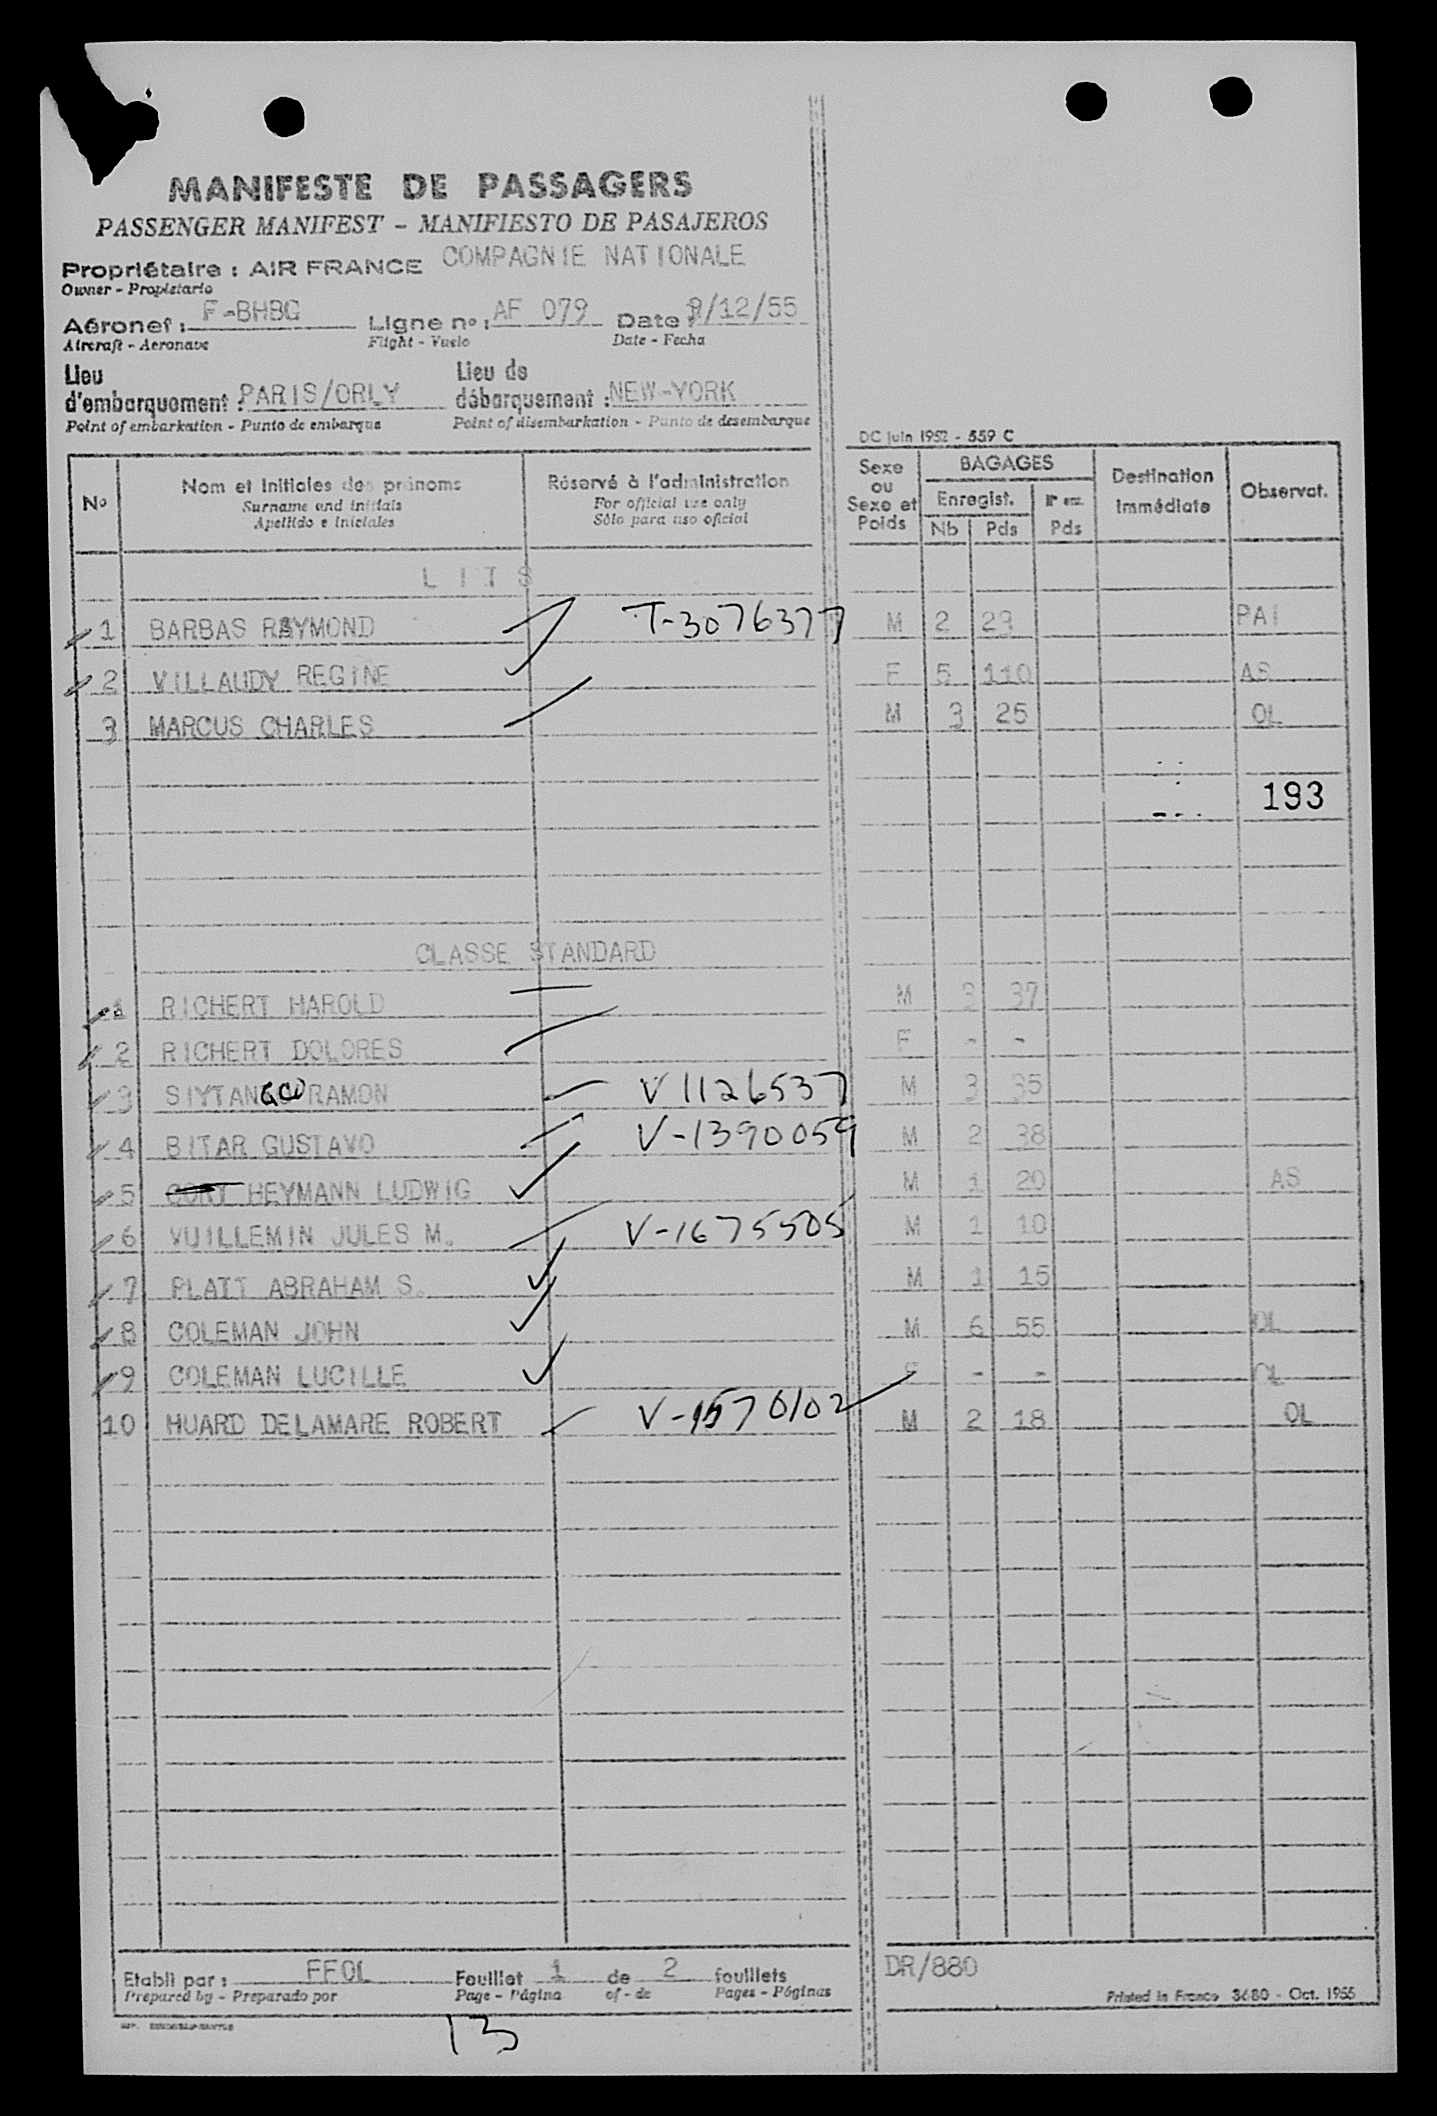 MANIFESTE DE PASSAGERS
PASSENGER MANIFEST - MANIFIESTO DE PASAJEROS
Propriétaire : AIR FRANCE COMPAGNIE NATIONALE
Owner - Propietario
Aéronef : F-BHBG Ligne nº : AF 079 Date : 9/12/55
Aircraft - Aeronave Flight - Vuelo Date - Fecha
Lieu d'embarquement : PARIS/ORLY Lieu de débarquement : NEW-YORK
Point of embarkation - Punto de embarque Point of disembarkation - Punto de desembarque
DC Juin 1952 - 559 C
Nº Nom et Initiales des prénoms Réservé à l'administration Sexe ou Sexe et Poids BAGAGES Destination Immédiate Observat.
Surname and initials For official use only Enregist.
Apellido e iniciales Sólo para uso oficial Nb Pds Pds
LITS
1 BARBAS RAYMOND T-3076377 M 2 23 PAI
2 VILLAUDY REGINE F 5 110 AS
3 MARCUS CHARLES M 3 25 OL
193
CLASSE STANDARD
1 RICHERT HAROLD M 3 37
2 RICHERT DOLORES F - -
3 SIYTANGCO RAMON V 1126537 M 3 35
4 BITAR GUSTAVO V-1390059 M 2 38
5 CORY HEYMANN LUDWIG M 1 20 AS
6 VUILLEMIN JULES M. V-1675505 M 1 10
7 PLATT ABRAHAM S. M 1 15
8 COLEMAN JOHN M 6 55 OL
9 COLEMAN LUCILLE F - - OL
10 HUARD DELAMARE ROBERT V-1570102 M 2 18 OL
Etabli par : FFOL Feuillet 1 de 2 feuillets DR/880
Prepared by - Preparado por Page - Página of - de Pages - Páginas Printed in France 3680 - Oct. 1955
13